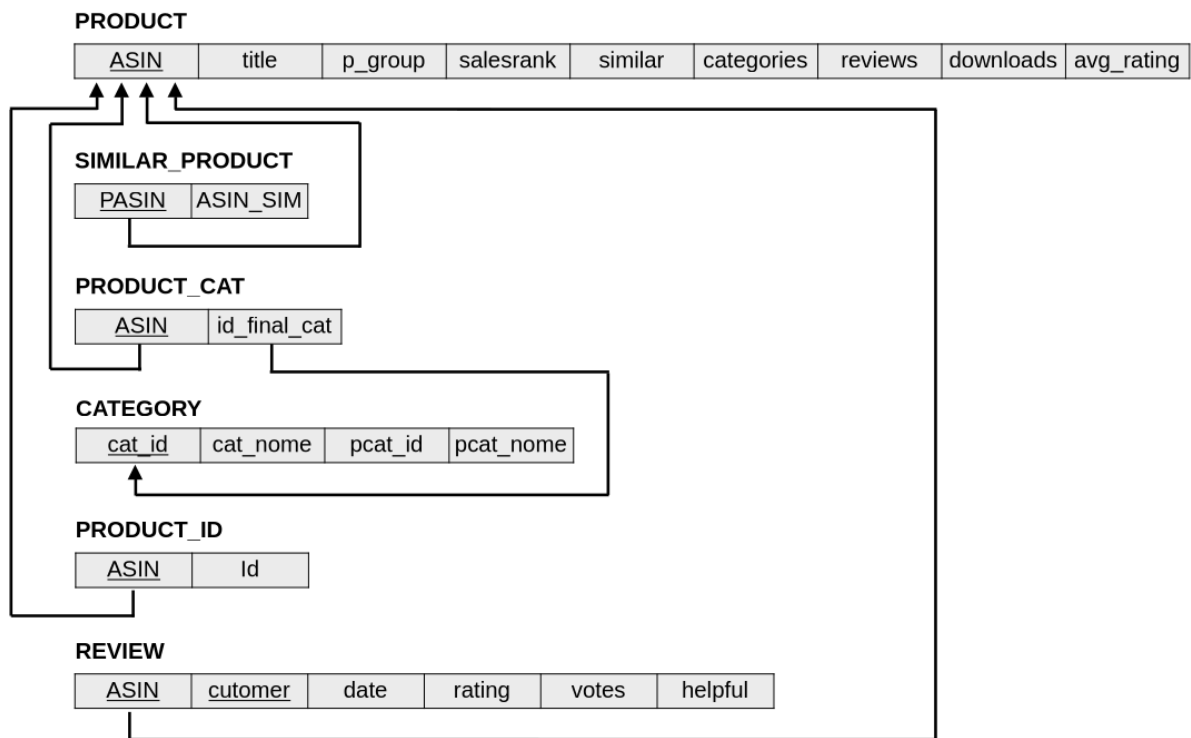 PRODUCT
ASIN title p_group salesrank similar categories reviews downloads avg_rating
SIMILAR_PRODUCT
PASIN ASIN_SIM
PRODUCT_CAT
ASIN id_final_cat
CATEGORY
cat_id cat_nome pcat_id pcat_nome
PRODUCT_ID
ASIN Id
REVIEW
ASIN cutomer date rating votes helpful